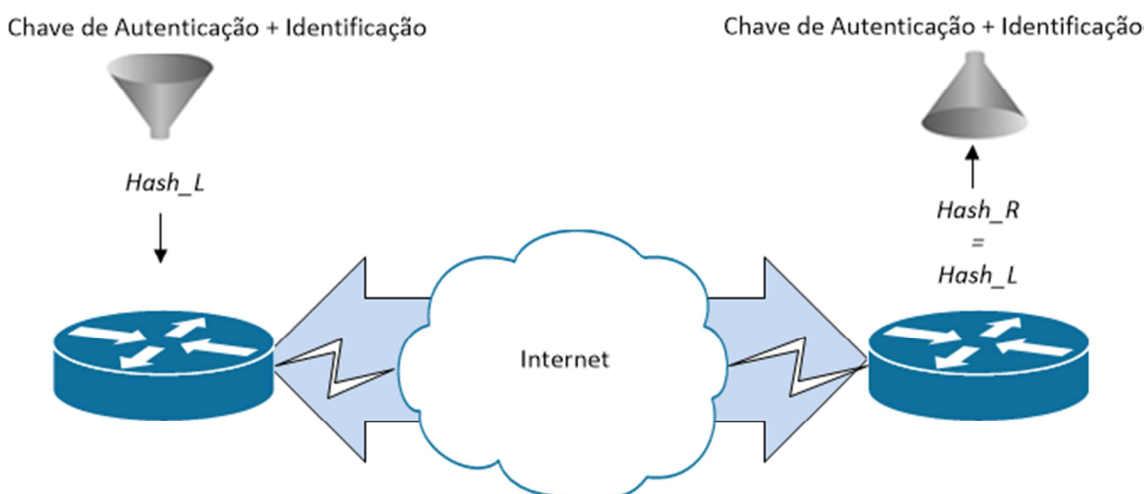 Chave de Autenticação + Identificação
Chave de Autenticação + Identificação
Hash_L
Hash_R
=
Hash_L
Internet